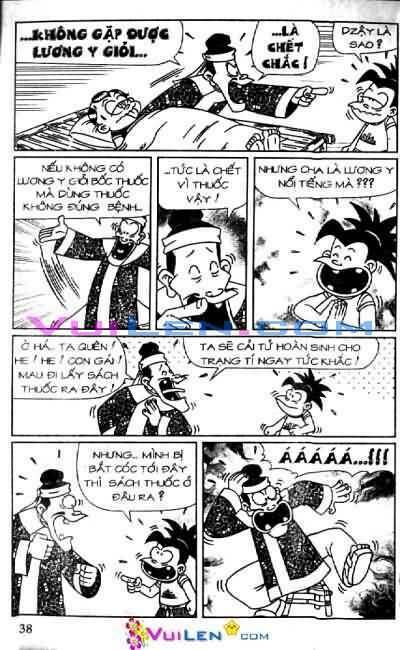 ...KHÔNG GẶP ĐƯỢC
LƯƠNG Y GIỎI...
...LÀ
CHẾT
CHẮC!
DZẬY LÀ
SAO?
NẾU KHÔNG CÓ
LƯƠNG Y GIỎI BỐC THUỐC
MÀ DÙNG THUỐC
KHÔNG ĐÚNG BỆNH...
...TỨC LÀ CHẾT
VÌ THUỐC
VẬY!
NHƯNG CHA LÀ LƯƠNG Y
NỔI TIẾNG MÀ???
Ờ HÁ.. TA QUÊN!
HE! HE! CON GÁI!
MAU ĐI LẤY SÁCH
THUỐC RA ĐÂY!
TA SẼ CẢI TỬ HOÀN SINH CHO
TRẠNG TÍ NGAY TỨC KHẮC!
VUILEN.COM
NHƯNG.. MÌNH BỊ
BẮT CÓC TỚI ĐÂY
THÌ SÁCH THUỐC Ở
ĐÂU RA?
ÁÁÁÁÁ...!!!
38
VUILEN.COM